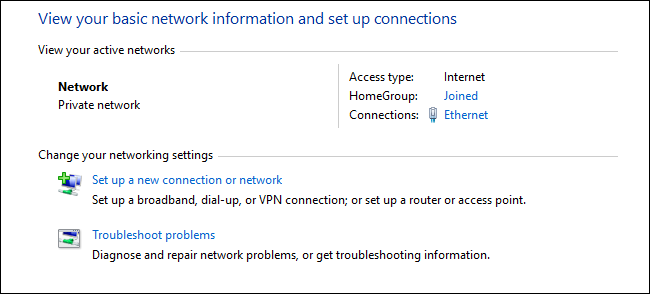 View your basic network information and set up connections
View your active networks
Network
Private network
Access type: Internet
HomeGroup: Joined
Connections: Ethernet
Change your networking settings
Set up a new connection or network
Set up a broadband, dial-up, or VPN connection; or set up a router or access point.
Troubleshoot problems
Diagnose and repair network problems, or get troubleshooting information.